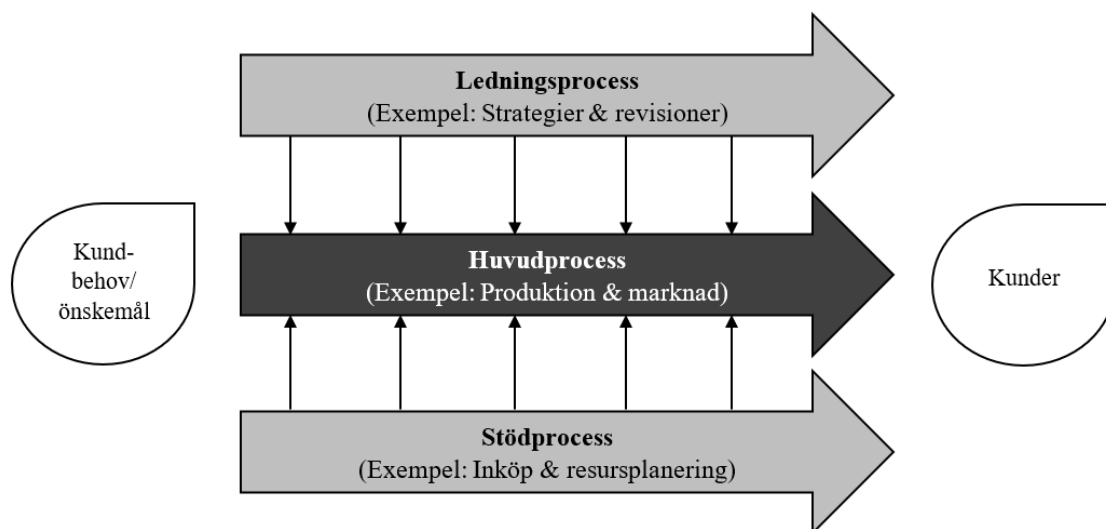 Ledningsprocess
(Exempel: Strategier & revisioner)
Kund-
behov/
önskemål
Huvudprocess
(Exempel: Produktion & marknad)
Kunder
Stödprocess
(Exempel: Inköp & resursplanering)